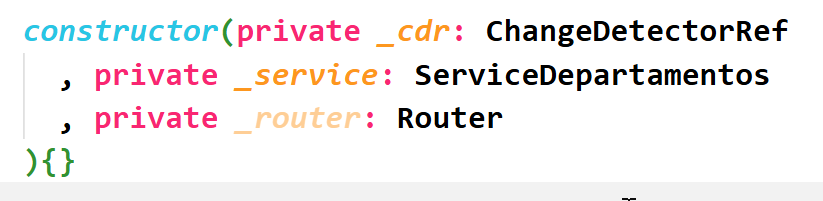 constructor(private _cdr: ChangeDetectorRef
, private _service: ServiceDepartamentos
, private _router: Router
){}